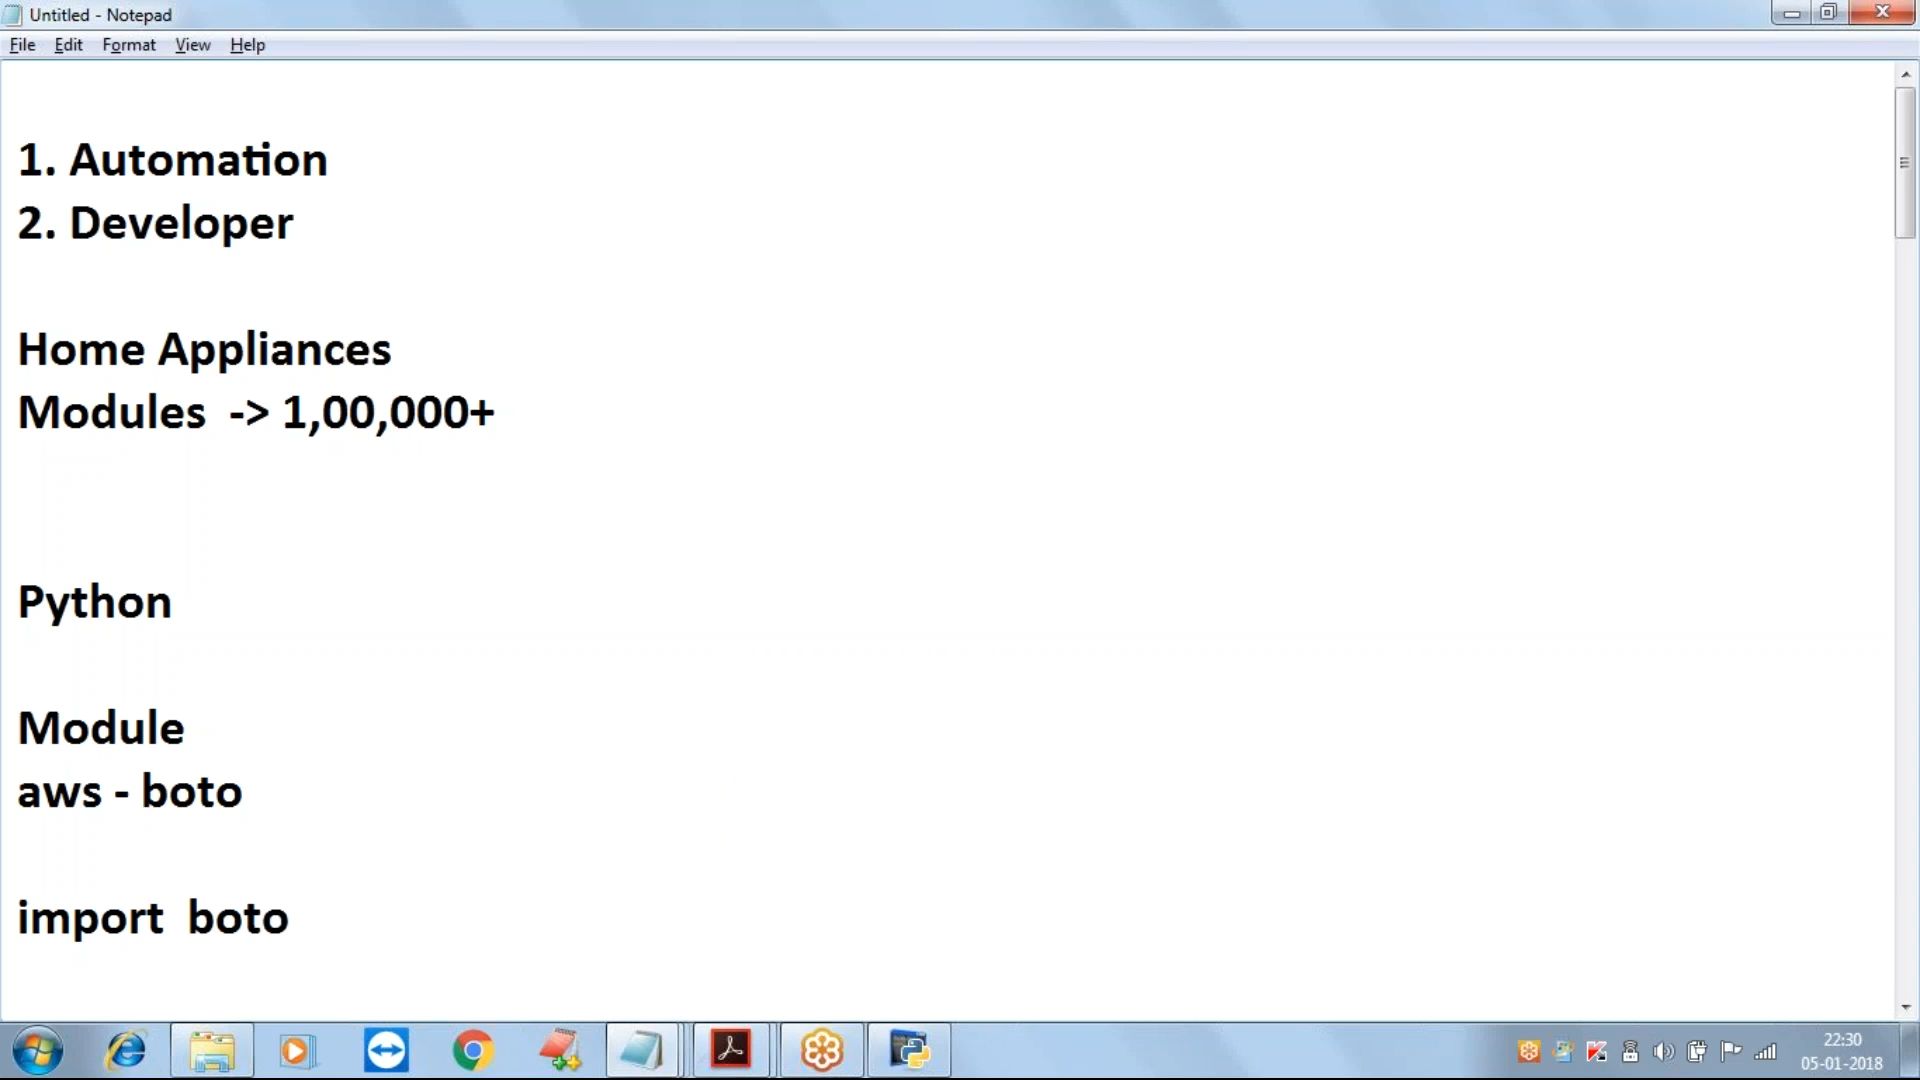 Untitled - Notepad
File Edit Format View Help
1. Automation
2. Developer
Home Appliances
Modules  -> 1,00,000+
Python
Module
aws - boto
import  boto
22:30
05-01-2018